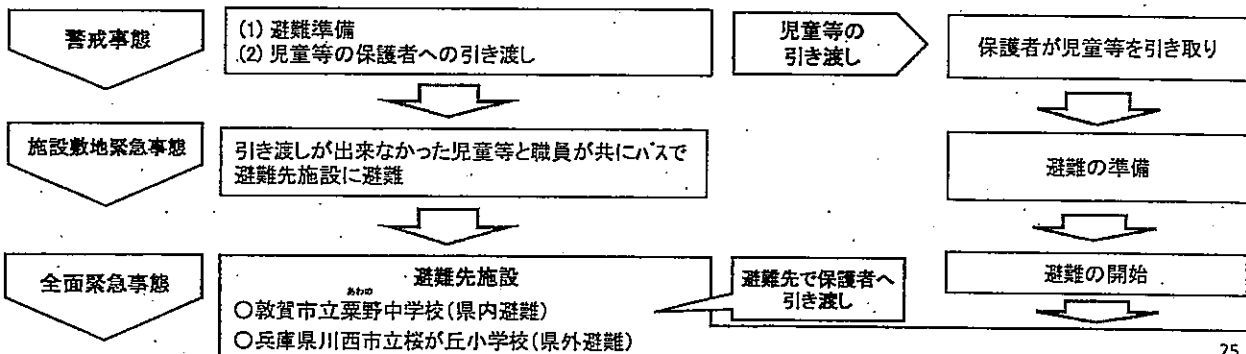 警戒事態
(1) 避難準備
(2) 児童等の保護者への引き渡し
児童等の
引き渡し
保護者が児童等を引き取り
施設敷地緊急事態
引き渡しが出来なかった児童等と職員が共にバスで
避難先施設に避難
避難の準備
全面緊急事態
避難先施設
あわの
○敦賀市立粟野中学校(県内避難)
○兵庫県川西市立桜が丘小学校(県外避難)
避難先で保護者へ
引き渡し
避難の開始
25